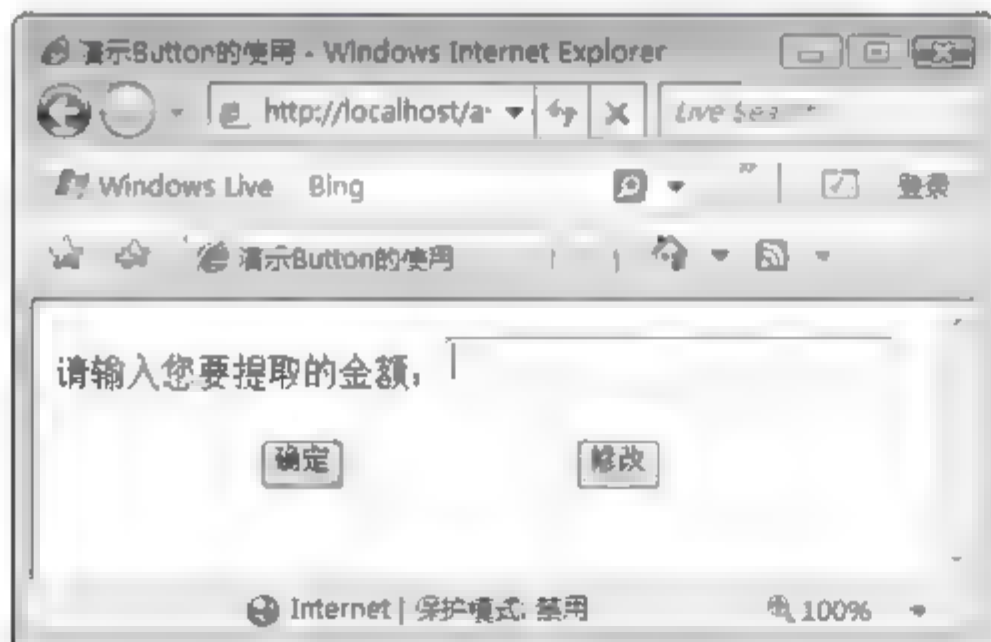 演示Button的使用 - Windows Internet Explorer
http://localhost/a
Live Sea
Windows Live Bing 登录
演示Button的使用
请输入您要提取的金额：
确定 修改
Internet | 保护模式: 禁用 100%